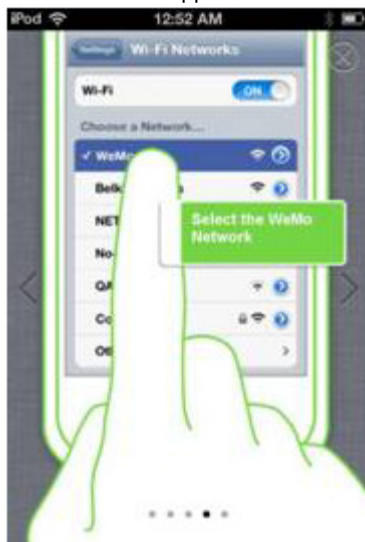 iPod 12:52 AM
Settings Wi-Fi Networks
Wi-Fi ON
Choose a Network...
✓ WeMo
Belk
NET
Select the WeMo
Network
No
QA
Co
Ot